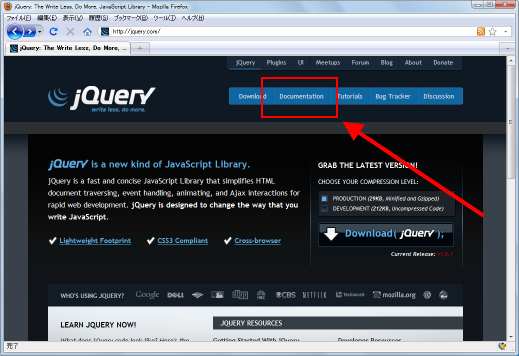 jQuery: The Write Less, Do More, JavaScript Library - Mozilla Firefox
ファイル(F) 編集(E) 表示(V) 履歴(S) ブックマーク(B) ツール(T) ヘルプ(H)
http://jquery.com/
jQuery: The Write Less, Do More, ...
jQuery Plugins UI Meetups Forum Blog About Donate
jQuery
write less, do more.
Download Documentation Tutorials Bug Tracker Discussion
jQuery is a new kind of JavaScript Library.
jQuery is a fast and concise JavaScript Library that simplifies HTML
document traversing, event handling, animating, and Ajax interactions for
rapid web development. jQuery is designed to change the way that you
write JavaScript.
Lightweight Footprint CSS3 Compliant Cross-browser
GRAB THE LATEST VERSION!
CHOOSE YOUR COMPRESSION LEVEL:
PRODUCTION (29KB, Minified and Gzipped)
DEVELOPMENT (212KB, Uncompressed Code)
Download( jQuery );
Current Release:
WHO'S USING JQUERY? Google DELL CBS NETFLIX Technorati mozilla.org
LEARN JQUERY NOW!
What does jQuery code look like? Here's the
JQUERY RESOURCES
Getting Started With jQuery Developer Resources
完了